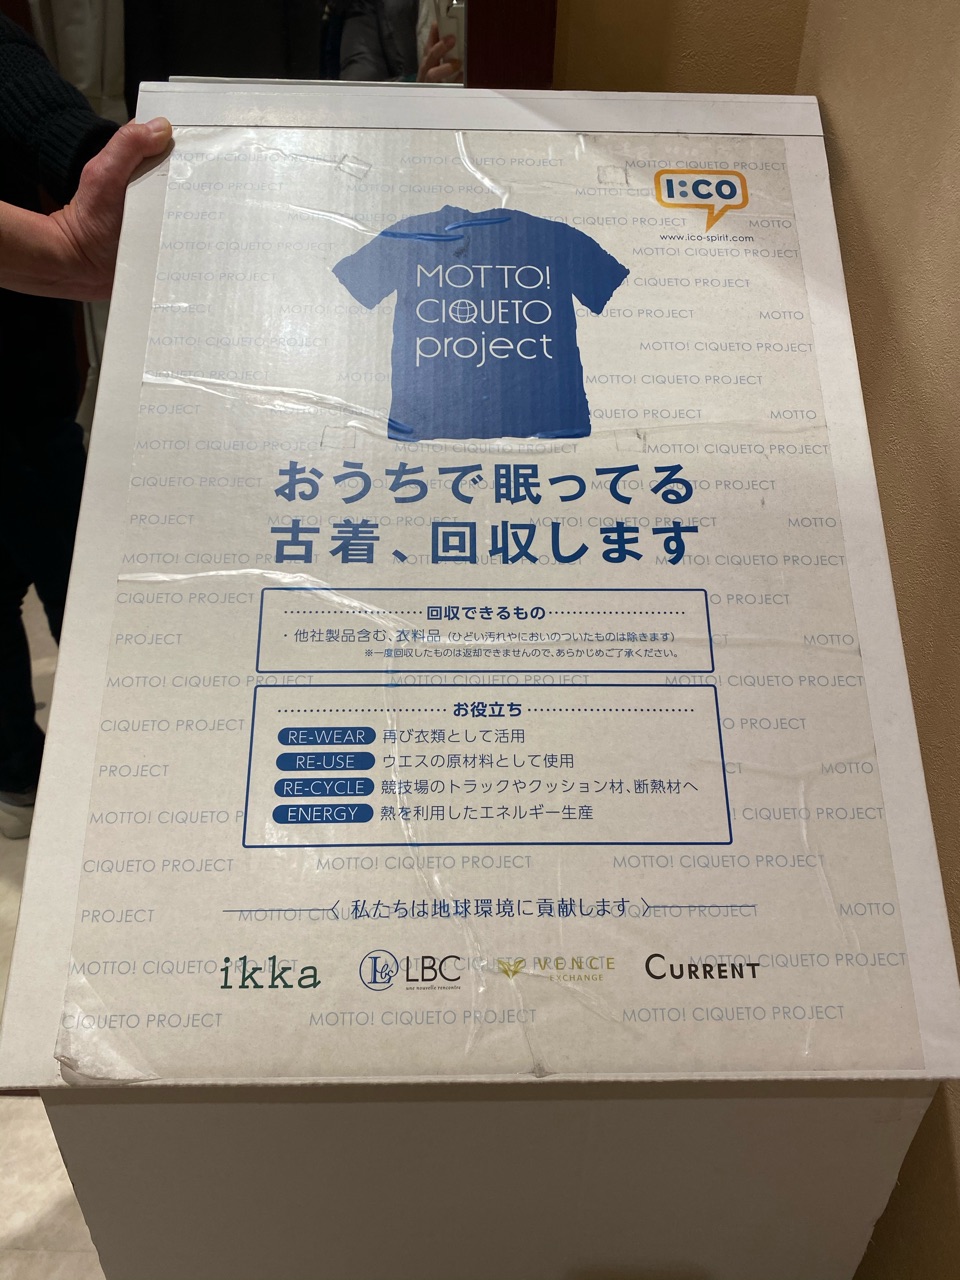 I:CO
www.ico-spirit.com
MOTTO!
CIQUETO
project
おうちで眠ってる
古着、回収します
回収できるもの
・他社製品含む、衣料品（ひどい汚れやにおいのついたものは除きます）
※一度回収したものは返却できませんので、あらかじめご了承ください。
お役立ち
RE-WEAR 再び衣類として活用
RE-USE ウエスの原材料として使用
RE-CYCLE 競技場のトラックやクッション材、断熱材へ
ENERGY 熱を利用したエネルギー生産
〈 私たちは地球環境に貢献します 〉
ikka LBC VENCE CURRENT
une nouvelle rencontre EXCHANGE
MOTTO! CIQUETO PROJECT